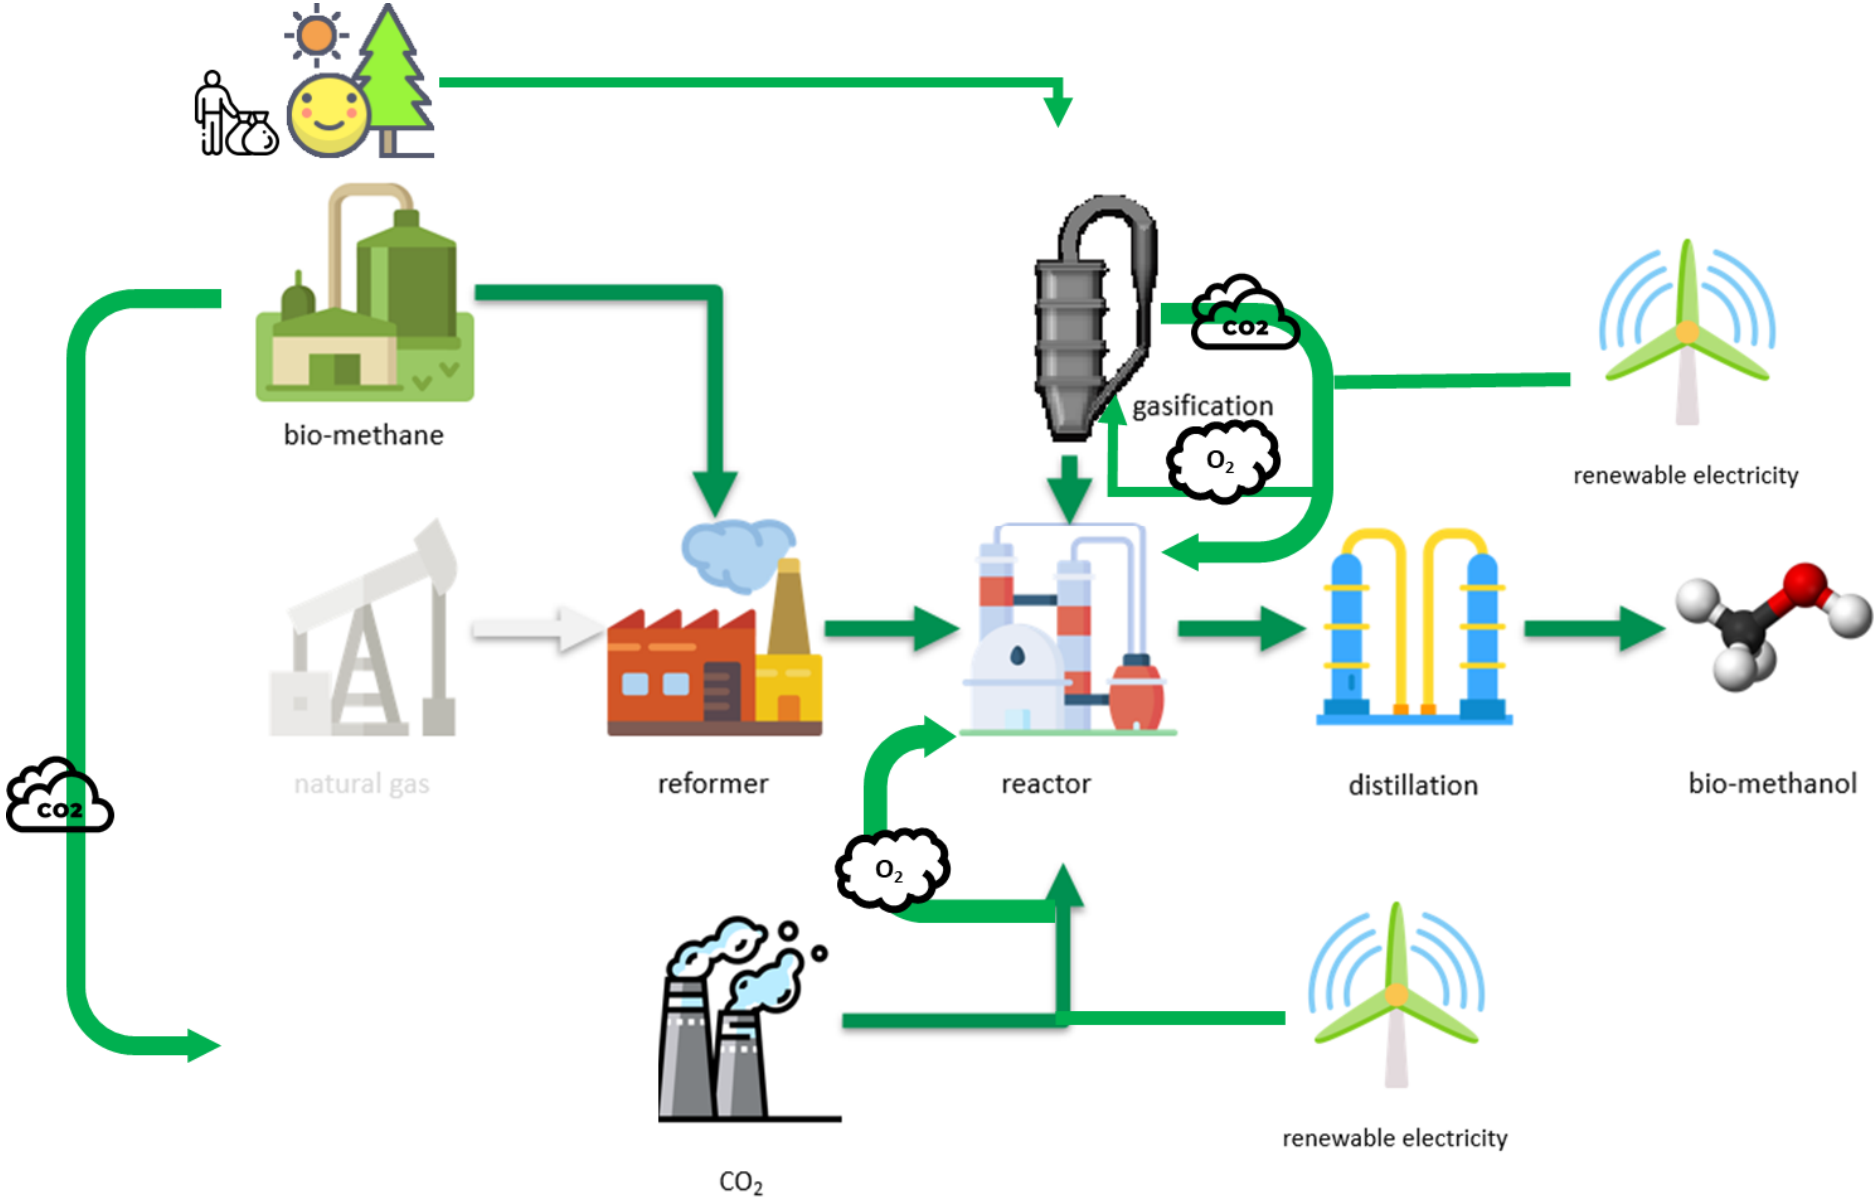 CO2
gasification
O₂
bio-methane
renewable electricity
natural gas
reformer
reactor
distillation
bio-methanol
CO2
O₂
renewable electricity
CO₂